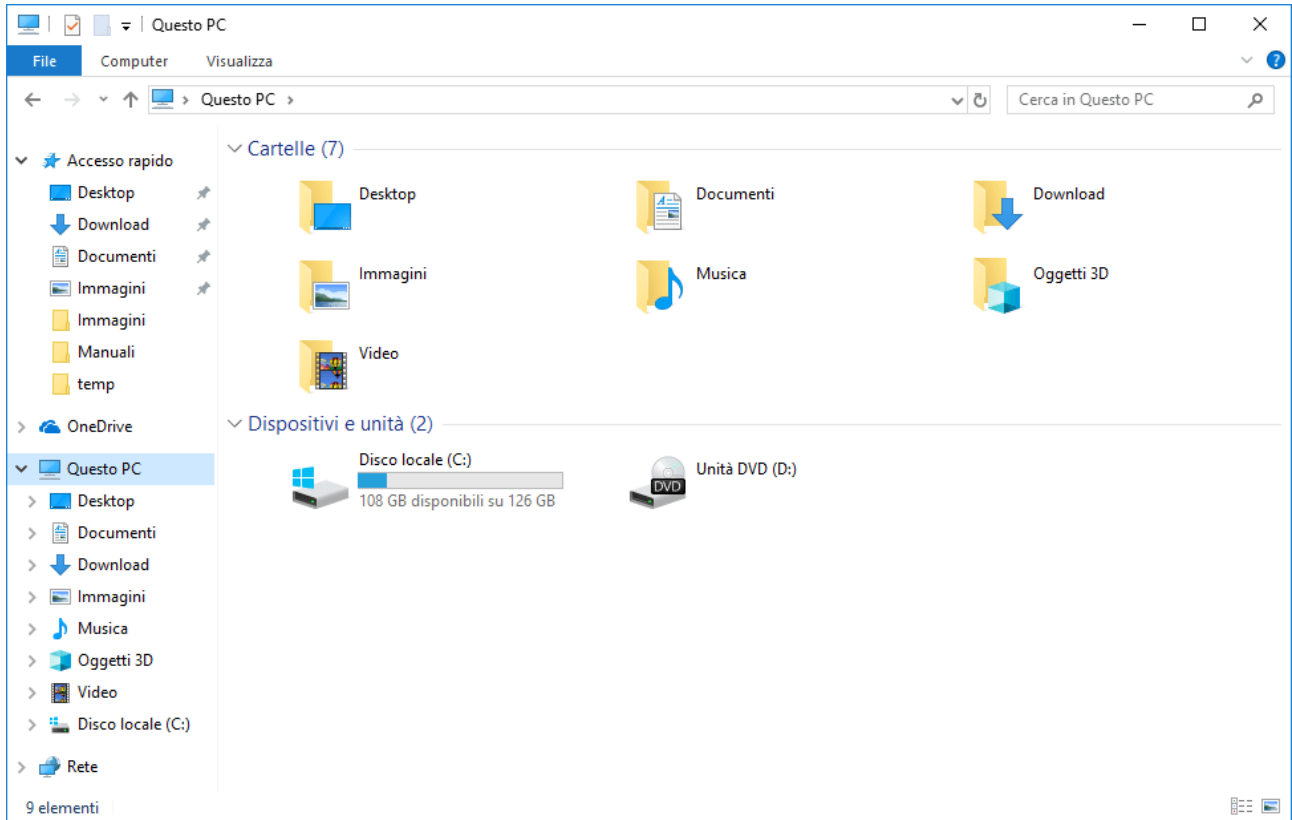 Questo PC
File Computer Visualizza
Questo PC
Cerca in Questo PC
Accesso rapido
Desktop
Download
Documenti
Immagini
Immagini
Manuali
temp
OneDrive
Questo PC
Desktop
Documenti
Download
Immagini
Musica
Oggetti 3D
Video
Disco locale (C:)
Rete
Cartelle (7)
Desktop
Documenti
Download
Immagini
Musica
Oggetti 3D
Video
Dispositivi e unità (2)
Disco locale (C:)
108 GB disponibili su 126 GB
DVD
Unità DVD (D:)
9 elementi